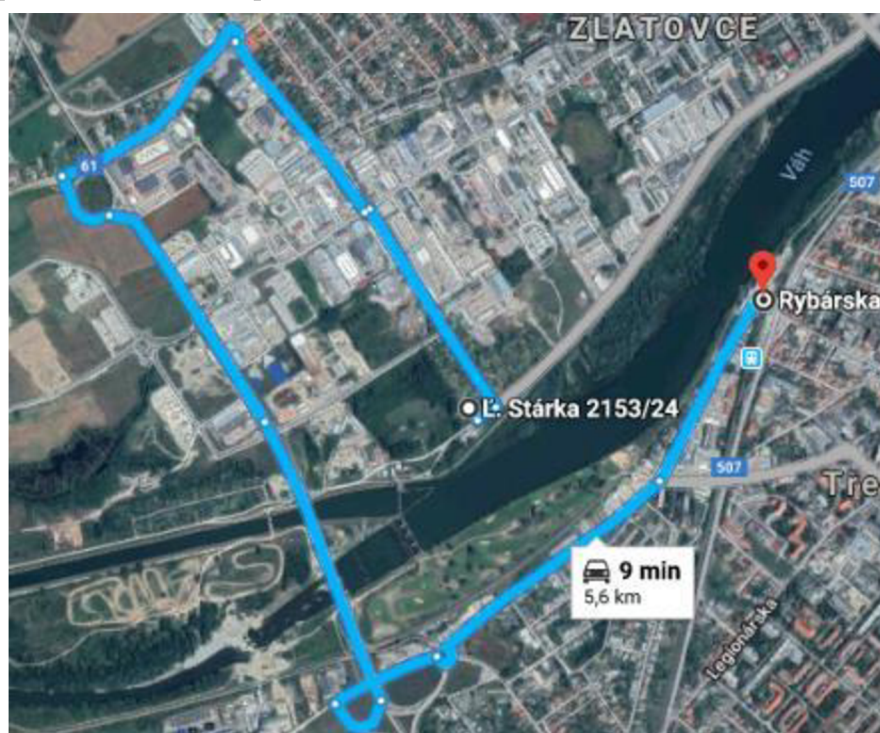 ZLATOVCE
Váh
507
61
Rybárska
Ľ. Stárka 2153/24
507
Tre
9 min
5,6 km
Legionárska